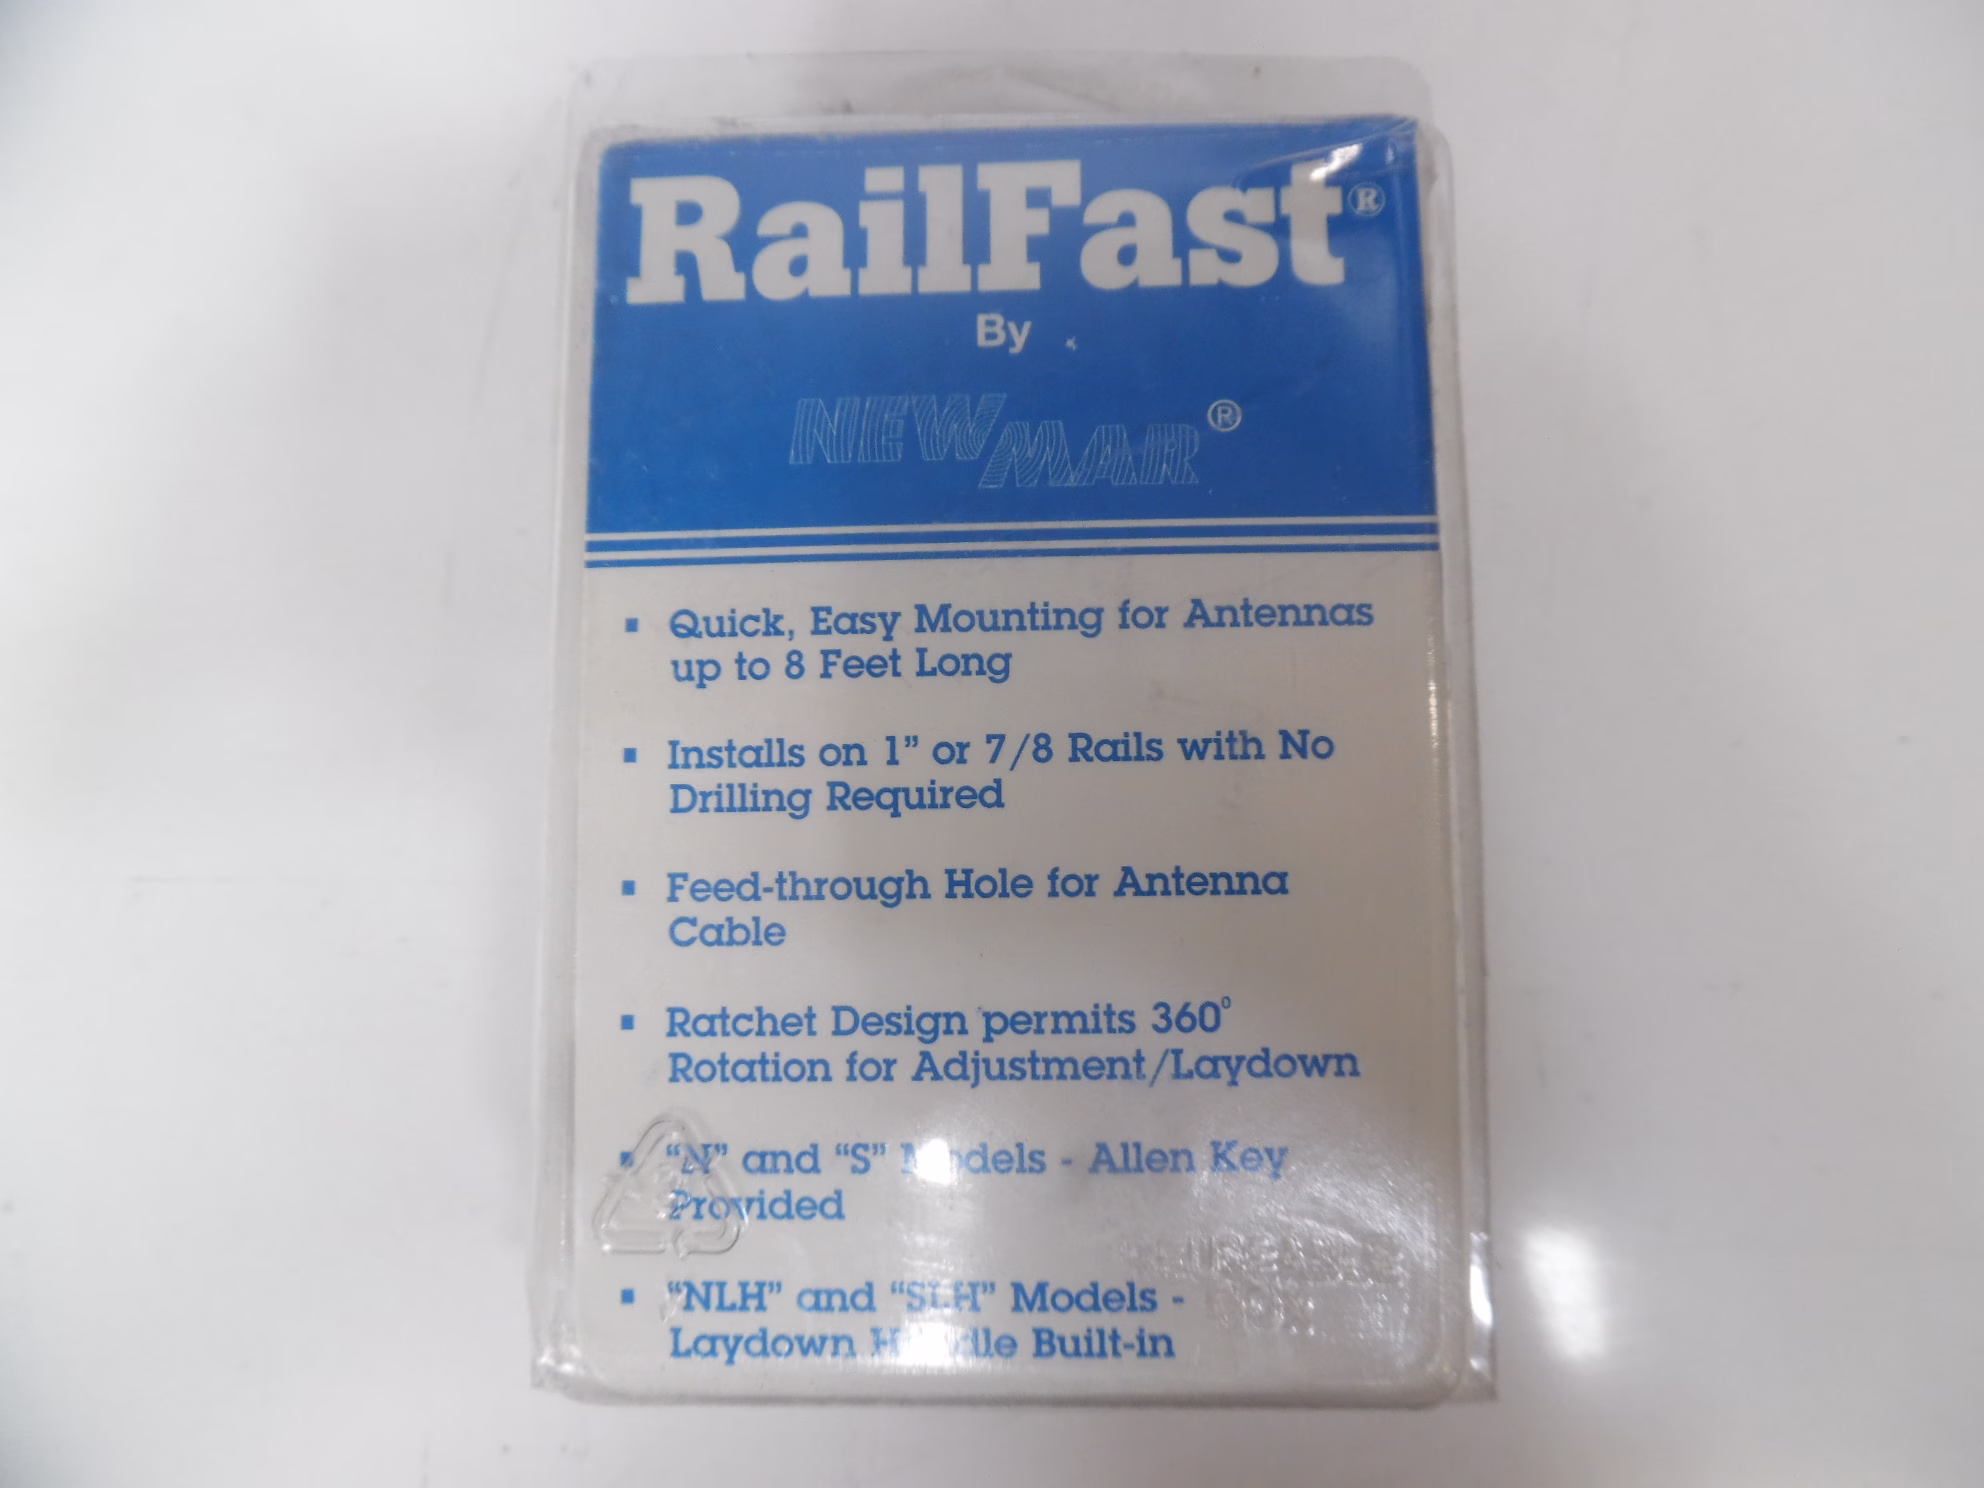 RailFast®
By
NEWMAR®
▪ Quick, Easy Mounting for Antennas
up to 8 Feet Long
▪ Installs on 1” or 7/8 Rails with No
Drilling Required
▪ Feed-through Hole for Antenna
Cable
▪ Ratchet Design permits 360°
Rotation for Adjustment/Laydown
▪ “N” and “S” Models - Allen Key
Provided
▪ “NLH” and “SLH” Models -
Laydown Handle Built-in